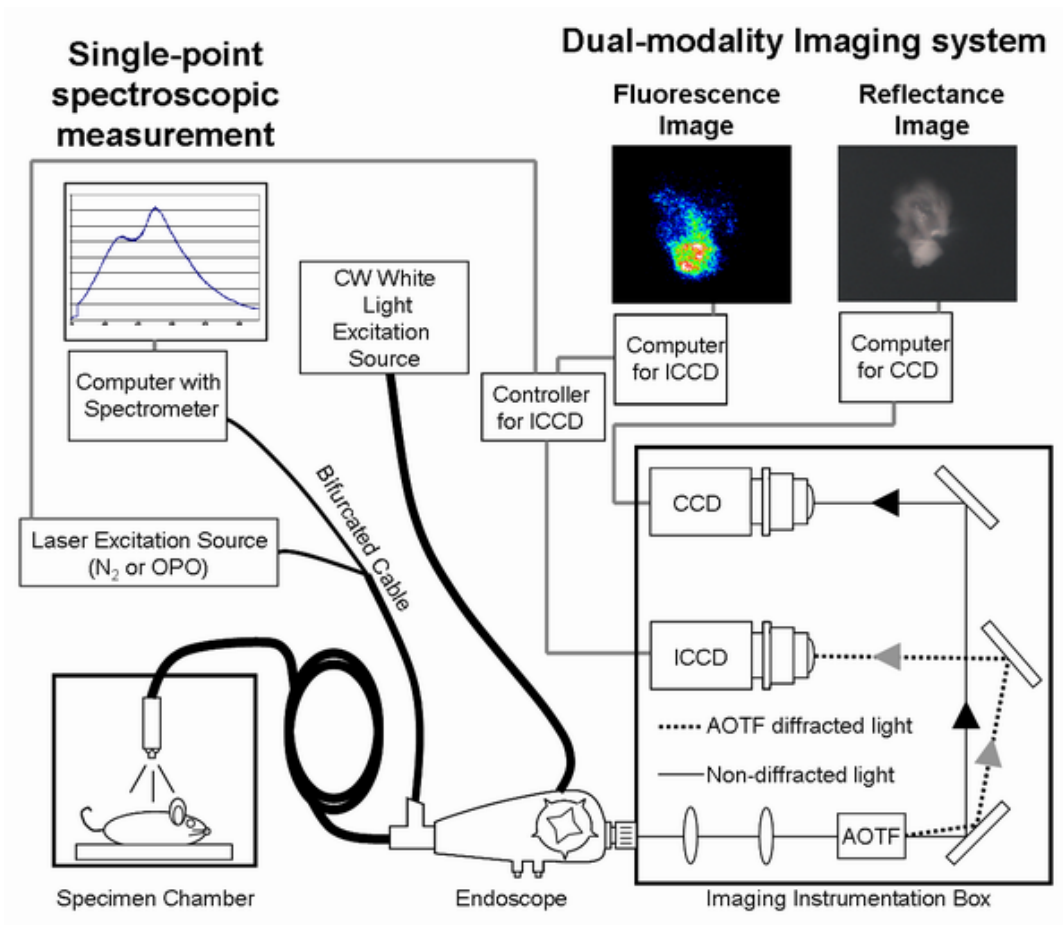 Single-point
spectroscopic
measurement
Dual-modality Imaging system
Fluorescence
Image
Reflectance
Image
CW White
Light
Excitation
Source
Computer
for ICCD
Computer
for CCD
Computer with
Spectrometer
Controller
for ICCD
Bifurcated Cable
Laser Excitation Source
(N₂ or OPO)
CCD
ICCD
AOTF diffracted light
Non-diffracted light
AOTF
Specimen Chamber
Endoscope
Imaging Instrumentation Box